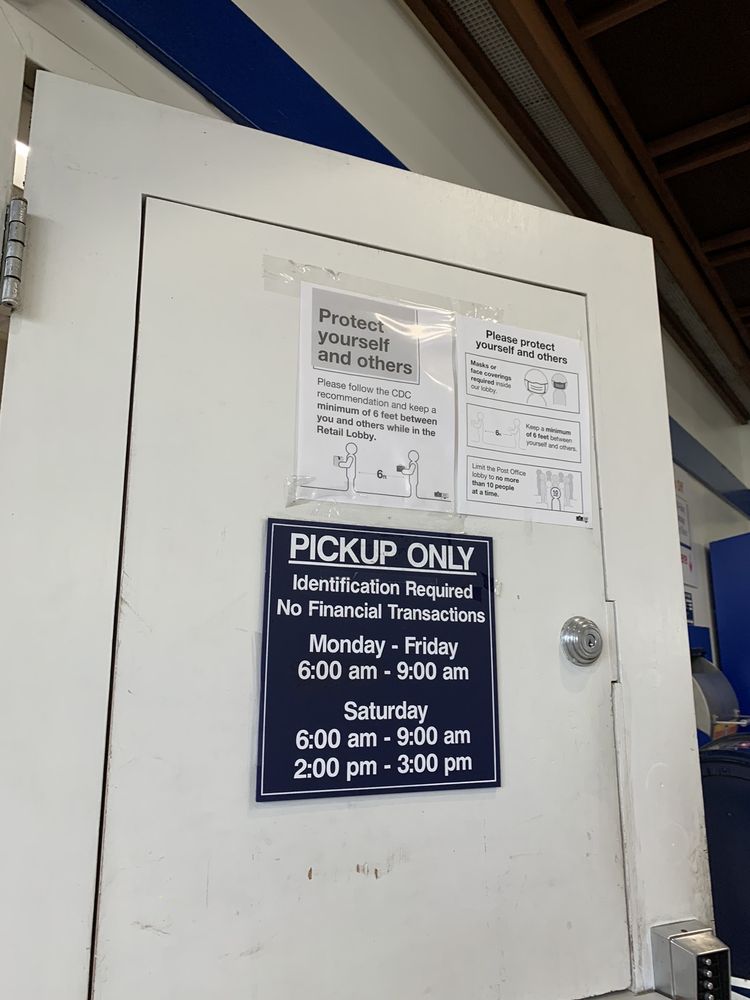 Protect
yourself
and others
Please follow the CDC
recommendation and keep a
minimum of 6 feet between
you and others while in the
Retail Lobby.
6ft
Please protect
yourself and others
Masks or
face coverings
required inside
our lobby.
6ft
Keep a minimum
of 6 feet between
yourself and others.
Limit the Post Office
lobby to no more
than 10 people
at a time.
10
PICKUP ONLY
Identification Required
No Financial Transactions
Monday - Friday
6:00 am - 9:00 am
Saturday
6:00 am - 9:00 am
2:00 pm - 3:00 pm